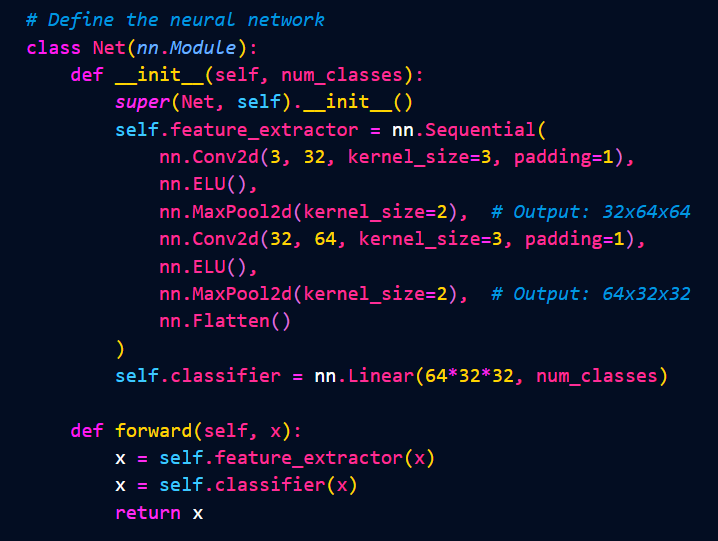 # Define the neural network
class Net(nn.Module):
    def __init__(self, num_classes):
        super(Net, self).__init__()
        self.feature_extractor = nn.Sequential(
            nn.Conv2d(3, 32, kernel_size=3, padding=1),
            nn.ELU(),
            nn.MaxPool2d(kernel_size=2),  # Output: 32x64x64
            nn.Conv2d(32, 64, kernel_size=3, padding=1),
            nn.ELU(),
            nn.MaxPool2d(kernel_size=2),  # Output: 64x32x32
            nn.Flatten()
        )
        self.classifier = nn.Linear(64*32*32, num_classes)

    def forward(self, x):
        x = self.feature_extractor(x)
        x = self.classifier(x)
        return x